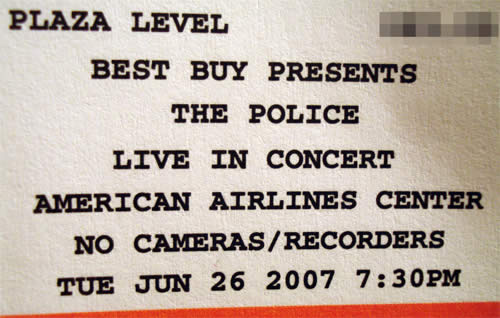 PLAZA LEVEL
BEST BUY PRESENTS
THE POLICE
LIVE IN CONCERT
AMERICAN AIRLINES CENTER
NO CAMERAS/RECORDERS
TUE JUN 26 2007 7:30PM